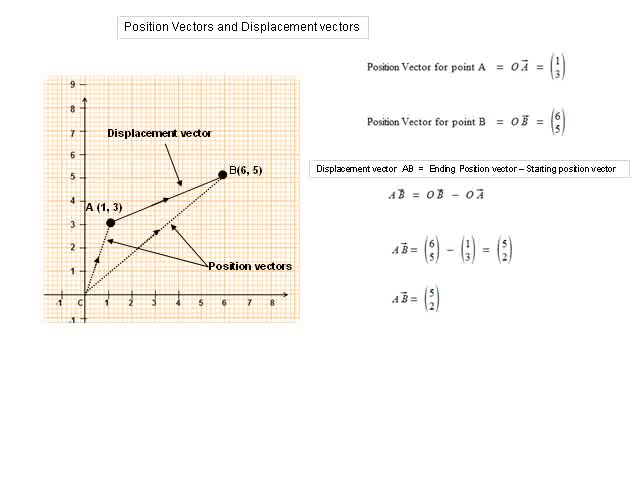 Position Vectors and Displacement vectors
Position Vector for point A = OA⃗ = (1 3)
Position Vector for point B = OB⃗ = (6 5)
Displacement vector AB = Ending Position vector – Starting position vector
AB⃗ = OB⃗ − OA⃗
AB⃗ = (6 5) − (1 3) = (5 2)
AB⃗ = (5 2)
9
8
7
Displacement vector
6
5
B(6, 5)
4
A (1, 3)
3
2
Position vectors
1
-1 C 1 2 3 4 5 6 7 8
-1